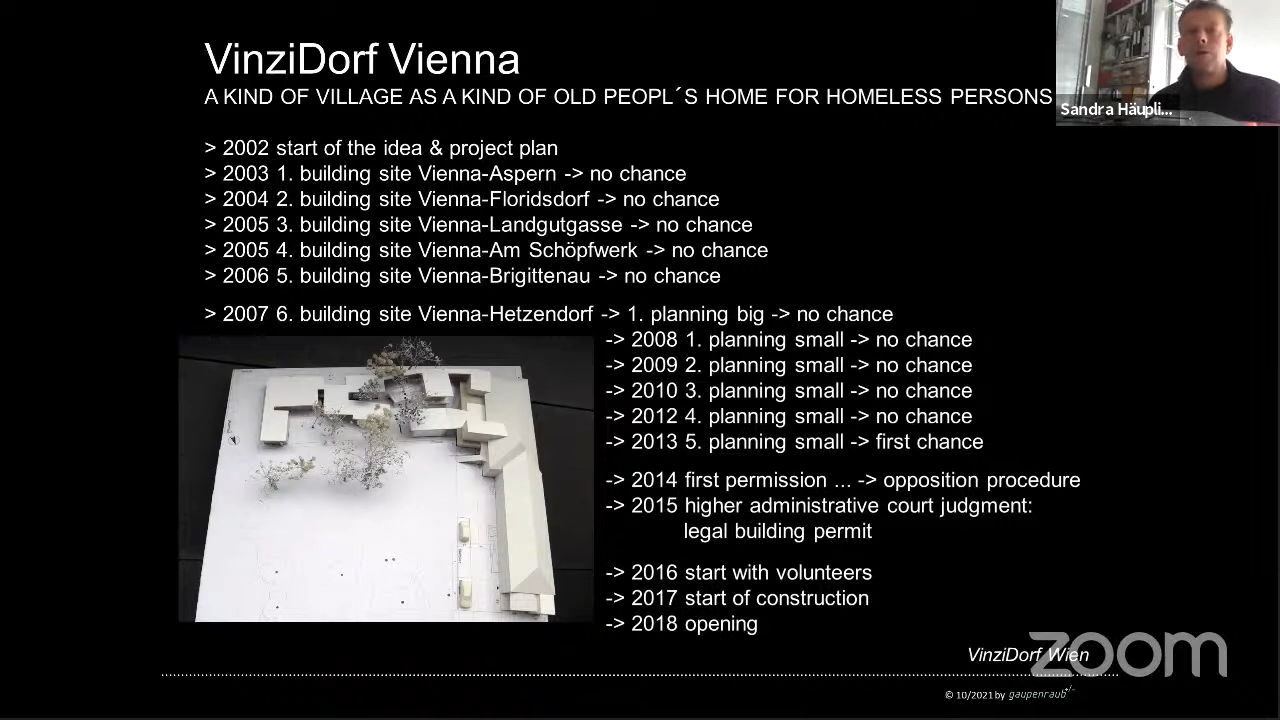 VinziDorf Vienna
A KIND OF VILLAGE AS A KIND OF OLD PEOPL´S HOME FOR HOMELESS PERSONS
Sandra Häupli...
> 2002 start of the idea & project plan
> 2003 1. building site Vienna-Aspern -> no chance
> 2004 2. building site Vienna-Floridsdorf -> no chance
> 2005 3. building site Vienna-Landgutgasse -> no chance
> 2005 4. building site Vienna-Am Schöpfwerk -> no chance
> 2006 5. building site Vienna-Brigittenau -> no chance
> 2007 6. building site Vienna-Hetzendorf -> 1. planning big -> no chance
-> 2008 1. planning small -> no chance
-> 2009 2. planning small -> no chance
-> 2010 3. planning small -> no chance
-> 2012 4. planning small -> no chance
-> 2013 5. planning small -> first chance
-> 2014 first permission ... -> opposition procedure
-> 2015 higher administrative court judgment:
legal building permit
-> 2016 start with volunteers
-> 2017 start of construction
-> 2018 opening
VinziDorf Wien
zoom
© 10/2021 by gaupenraub+/-